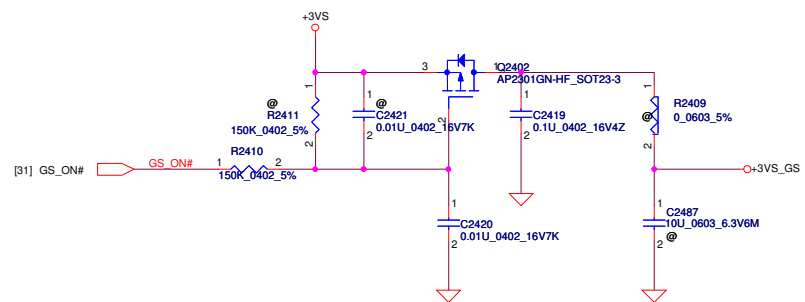 +3VS
3
1
Q2402
AP2301GN-HF_SOT23-3
2
1
@
R2411
150K_0402_5%
2
1
@
C2421
0.01U_0402_16V7K
2
1
C2419
0.1U_0402_16V4Z
2
1
R2409
@
0_0603_5%
2
[31] GS_ON#
GS_ON#
1
R2410
2
150K_0402_5%
+3VS_GS
1
C2420
0.01U_0402_16V7K
2
1
C2487
10U_0603_6.3V6M
2
@